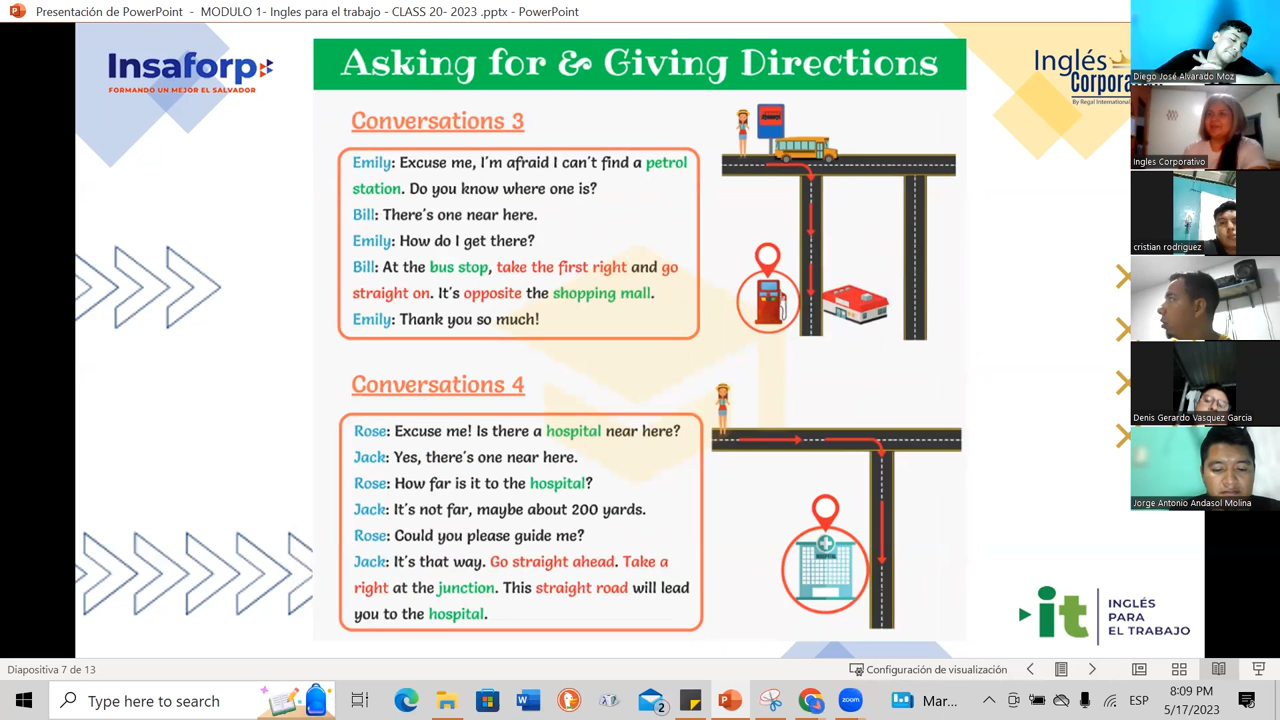 Presentación de PowerPoint - MODULO 1- Ingles para el trabajo - CLASS 20- 2023 .pptx - PowerPoint
Insaforp
FORMANDO UN MEJOR EL SALVADOR
Asking for & Giving Directions
Inglés
Corporativo
By Regal International
Conversations 3
Emily: Excuse me, I'm afraid I can't find a petrol
station. Do you know where one is?
Bill: There's one near here.
Emily: How do I get there?
Bill: At the bus stop, take the first right and go
straight on. It's opposite the shopping mall.
Emily: Thank you so much!
Conversations 4
Rose: Excuse me! Is there a hospital near here?
Jack: Yes, there's one near here.
Rose: How far is it to the hospital?
Jack: It's not far, maybe about 200 yards.
Rose: Could you please guide me?
Jack: It's that way. Go straight ahead. Take a
right at the junction. This straight road will lead
you to the hospital.
it INGLÉS
PARA
EL TRABAJO
Diego José Alvarado Moz
Ingles Corporativo
cristian rodriguez
Denis Gerardo Vasquez Garcia
Jorge Antonio Andasol Molina
Diapositiva 7 de 13
Configuración de visualización
Type here to search
2
Mar...
ESP
8:09 PM
5/17/2023